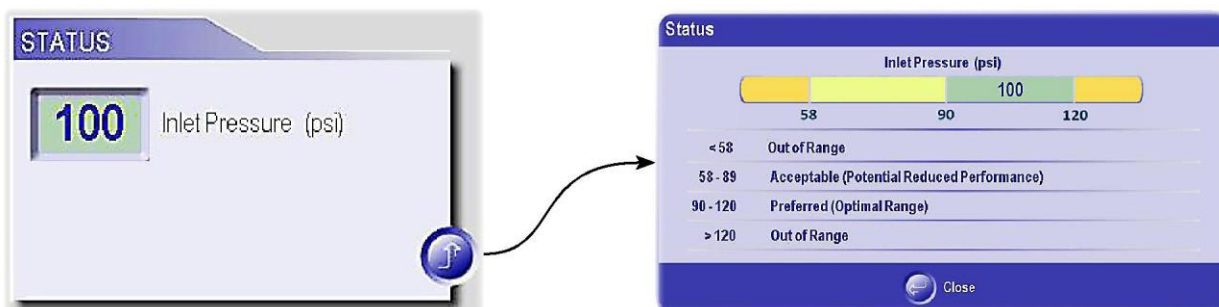 STATUS
100 Inlet Pressure (psi)
Status
Inlet Pressure (psi)
100
58 90 120
< 58 Out of Range
58 - 89 Acceptable (Potential Reduced Performance)
90 - 120 Preferred (Optimal Range)
> 120 Out of Range
Close